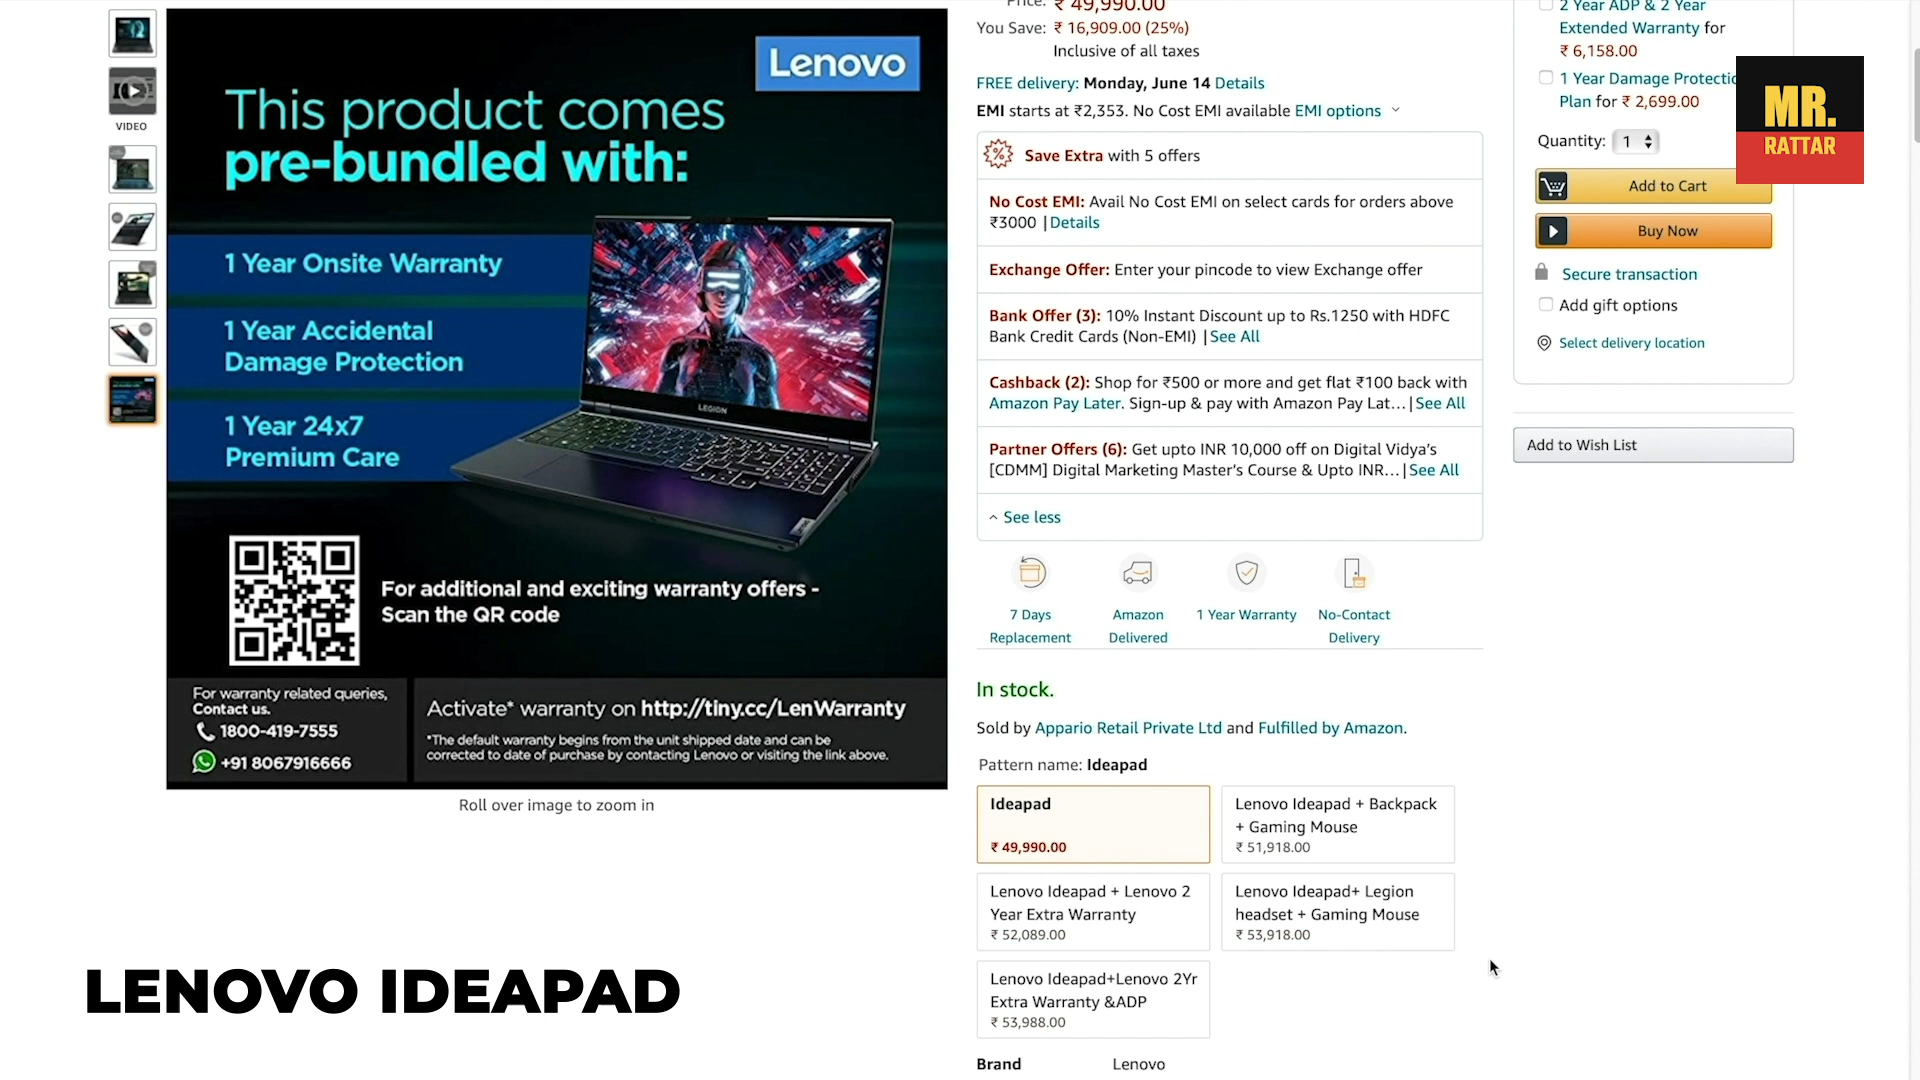 VIDEO
Lenovo
This product comes
pre-bundled with:
1 Year Onsite Warranty
1 Year Accidental
Damage Protection
1 Year 24x7
Premium Care
LEGION
Lenovo
For additional and exciting warranty offers -
Scan the QR code
For warranty related queries,
Contact us.
1800-419-7555
+91 8067916666
Activate* warranty on http://tiny.cc/LenWarranty
*The default warranty begins from the unit shipped date and can be
corrected to date of purchase by contacting Lenovo or visiting the link above.
Roll over image to zoom in
LENOVO IDEAPAD
Price: ₹ 49,990.00
You Save: ₹ 16,909.00 (25%)
Inclusive of all taxes
FREE delivery: Monday, June 14 Details
EMI starts at ₹2,353. No Cost EMI available EMI options
Save Extra with 5 offers
No Cost EMI: Avail No Cost EMI on select cards for orders above
₹3000 | Details
Exchange Offer: Enter your pincode to view Exchange offer
Bank Offer (3): 10% Instant Discount up to Rs.1250 with HDFC
Bank Credit Cards (Non-EMI) | See All
Cashback (2): Shop for ₹500 or more and get flat ₹100 back with
Amazon Pay Later. Sign-up & pay with Amazon Pay Lat... | See All
Partner Offers (6): Get upto INR 10,000 off on Digital Vidya's
[CDMM] Digital Marketing Master's Course & Upto INR... | See All
See less
7 Days
Replacement
Amazon
Delivered
1 Year Warranty
No-Contact
Delivery
In stock.
Sold by Appario Retail Private Ltd and Fulfilled by Amazon.
Pattern name: Ideapad
Ideapad
₹ 49,990.00
Lenovo Ideapad + Backpack
+ Gaming Mouse
₹ 51,918.00
Lenovo Ideapad + Lenovo 2
Year Extra Warranty
₹ 52,089.00
Lenovo Ideapad+ Legion
headset + Gaming Mouse
₹ 53,918.00
Lenovo Ideapad+Lenovo 2Yr
Extra Warranty &ADP
₹ 53,988.00
Brand Lenovo
2 Year ADP & 2 Year
Extended Warranty for
₹ 6,158.00
1 Year Damage Protectio
Plan for ₹ 2,699.00
MR.
RATTAR
Quantity: 1
Add to Cart
Buy Now
Secure transaction
Add gift options
Select delivery location
Add to Wish List